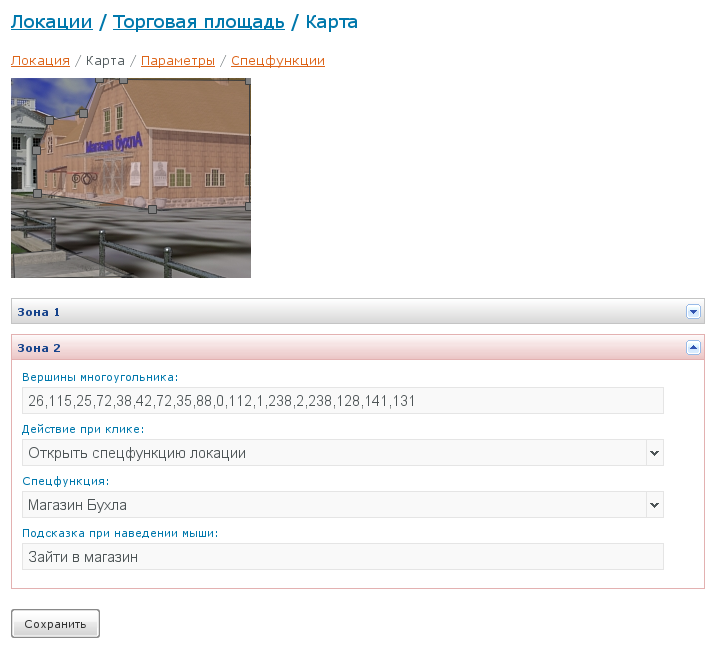 Локации / Торговая площадь / Карта
Локация / Карта / Параметры / Спецфункции
Магазин бухлА
Зона 1
Зона 2
Вершины многоугольника:
26,115,25,72,38,42,72,35,88,0,112,1,238,2,238,128,141,131
Действие при клике:
Открыть спецфункцию локации
Спецфункция:
Магазин Бухла
Подсказка при наведении мыши:
Зайти в магазин
Сохранить